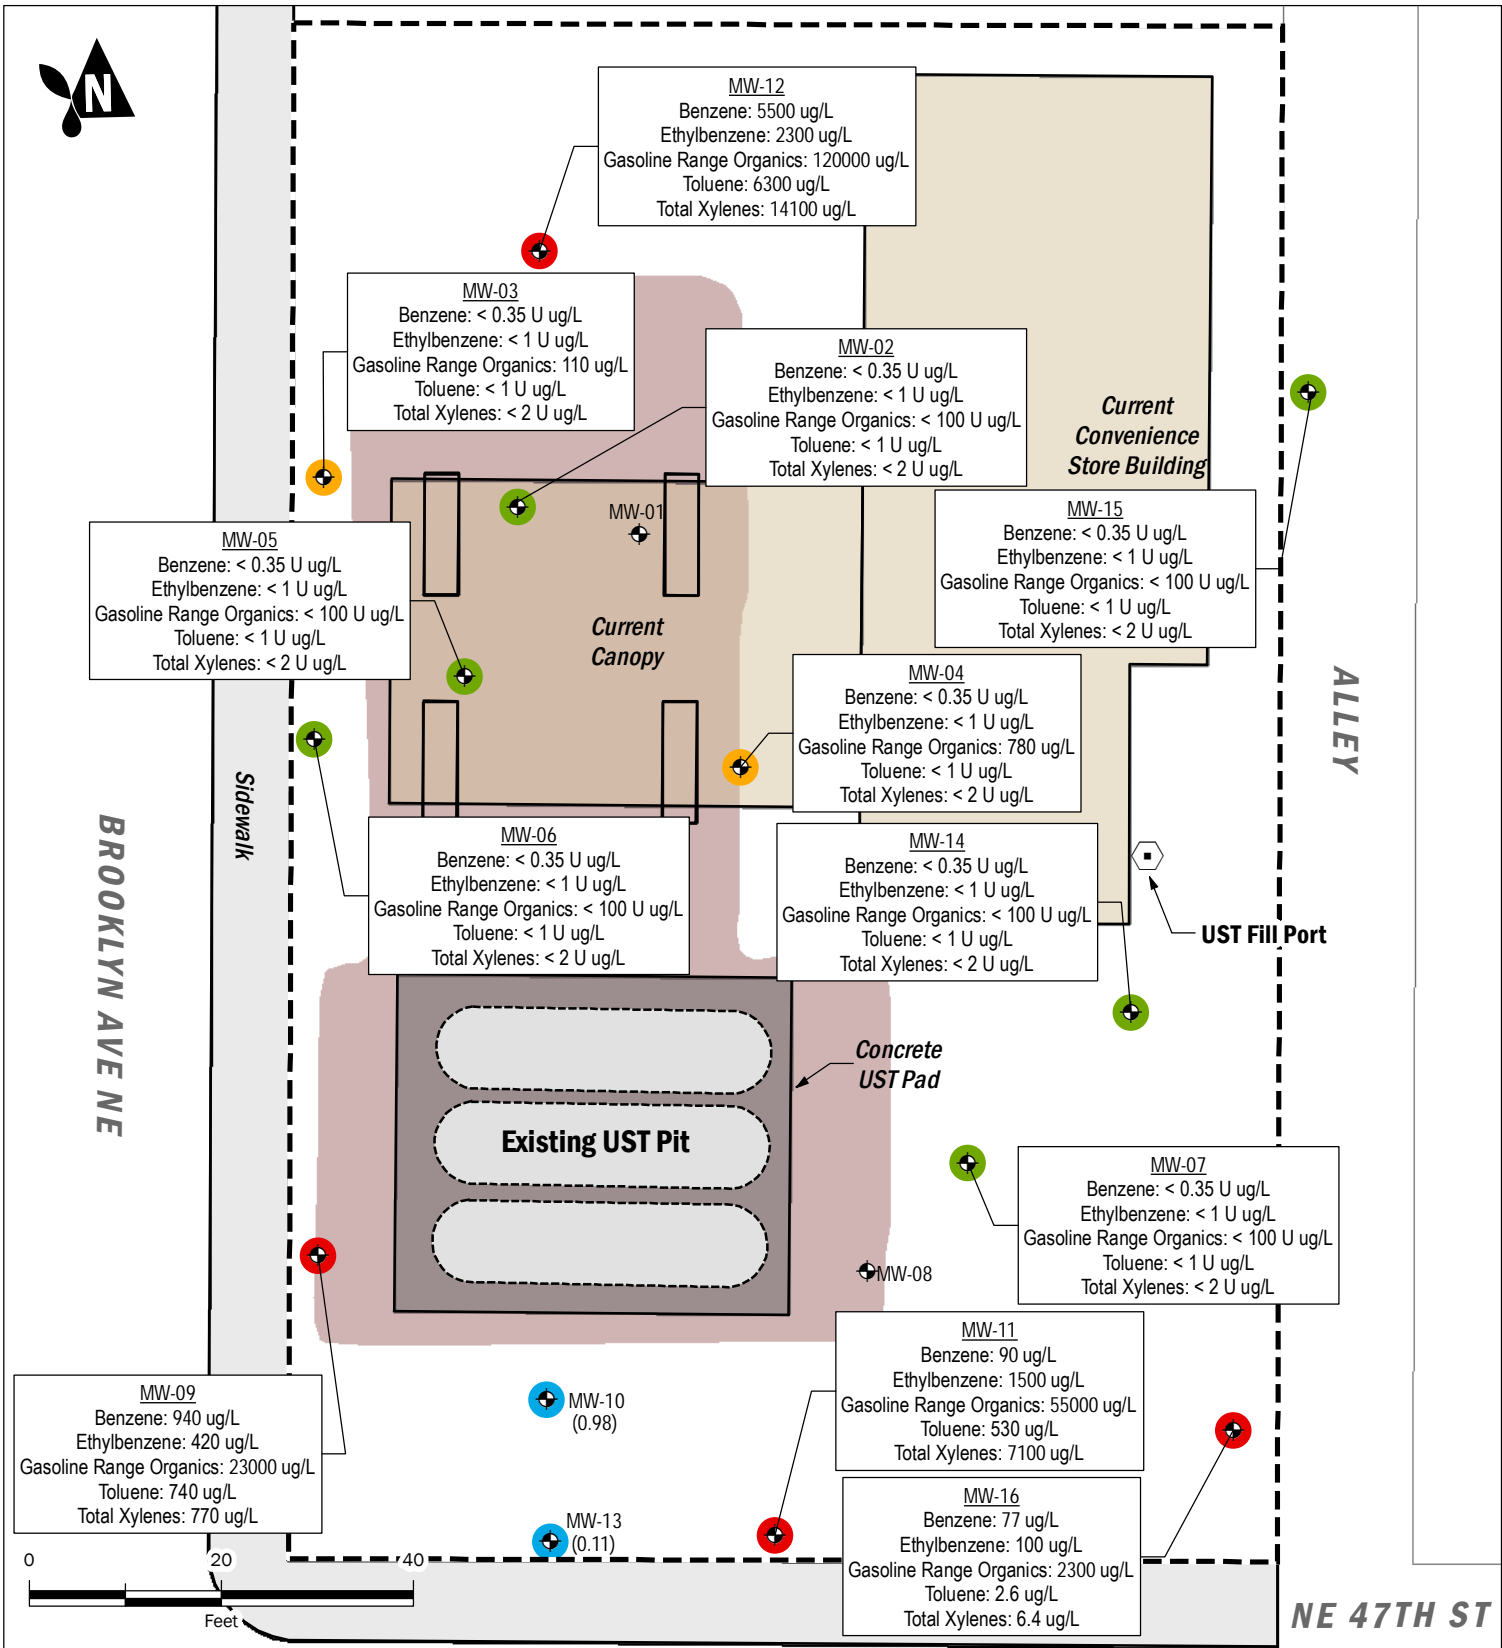 N
MW-12
Benzene: 5500 ug/L
Ethylbenzene: 2300 ug/L
Gasoline Range Organics: 120000 ug/L
Toluene: 6300 ug/L
Total Xylenes: 14100 ug/L
MW-03
Benzene: < 0.35 U ug/L
Ethylbenzene: < 1 U ug/L
Gasoline Range Organics: 110 ug/L
Toluene: < 1 U ug/L
Total Xylenes: < 2 U ug/L
MW-02
Benzene: < 0.35 U ug/L
Ethylbenzene: < 1 U ug/L
Gasoline Range Organics: < 100 U ug/L
Toluene: < 1 U ug/L
Total Xylenes: < 2 U ug/L
Current
Convenience
Store Building
MW-15
Benzene: < 0.35 U ug/L
Ethylbenzene: < 1 U ug/L
Gasoline Range Organics: < 100 U ug/L
Toluene: < 1 U ug/L
Total Xylenes: < 2 U ug/L
MW-01
MW-05
Benzene: < 0.35 U ug/L
Ethylbenzene: < 1 U ug/L
Gasoline Range Organics: < 100 U ug/L
Toluene: < 1 U ug/L
Total Xylenes: < 2 U ug/L
Current
Canopy
MW-04
Benzene: < 0.35 U ug/L
Ethylbenzene: < 1 U ug/L
Gasoline Range Organics: 780 ug/L
Toluene: < 1 U ug/L
Total Xylenes: < 2 U ug/L
ALLEY
Sidewalk
BROOKLYN AVE NE
MW-06
Benzene: < 0.35 U ug/L
Ethylbenzene: < 1 U ug/L
Gasoline Range Organics: < 100 U ug/L
Toluene: < 1 U ug/L
Total Xylenes: < 2 U ug/L
MW-14
Benzene: < 0.35 U ug/L
Ethylbenzene: < 1 U ug/L
Gasoline Range Organics: < 100 U ug/L
Toluene: < 1 U ug/L
Total Xylenes: < 2 U ug/L
UST Fill Port
Concrete
UST Pad
Existing UST Pit
MW-07
Benzene: < 0.35 U ug/L
Ethylbenzene: < 1 U ug/L
Gasoline Range Organics: < 100 U ug/L
Toluene: < 1 U ug/L
Total Xylenes: < 2 U ug/L
MW-08
MW-11
Benzene: 90 ug/L
Ethylbenzene: 1500 ug/L
Gasoline Range Organics: 55000 ug/L
Toluene: 530 ug/L
Total Xylenes: 7100 ug/L
MW-09
Benzene: 940 ug/L
Ethylbenzene: 420 ug/L
Gasoline Range Organics: 23000 ug/L
Toluene: 740 ug/L
Total Xylenes: 770 ug/L
MW-10
(0.98)
MW-13
(0.11)
MW-16
Benzene: 77 ug/L
Ethylbenzene: 100 ug/L
Gasoline Range Organics: 2300 ug/L
Toluene: 2.6 ug/L
Total Xylenes: 6.4 ug/L
0 20 40
Feet
NE 47TH ST